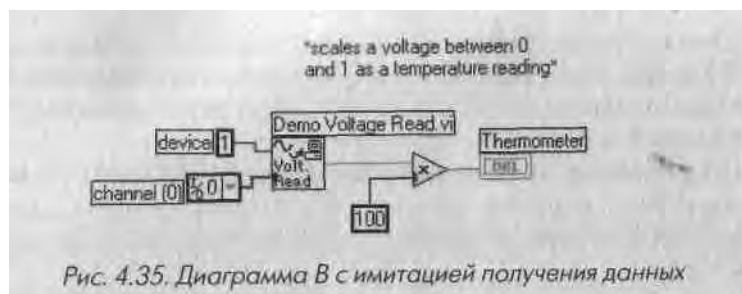 "scales a voltage between 0
and 1 as a temperature reading"
Demo Voltage Read.vi
Thermometer
device 1
Volt.
Read
channel (0)
DBL
100
Рис. 4.35. Диаграмма В с имитацией получения данных